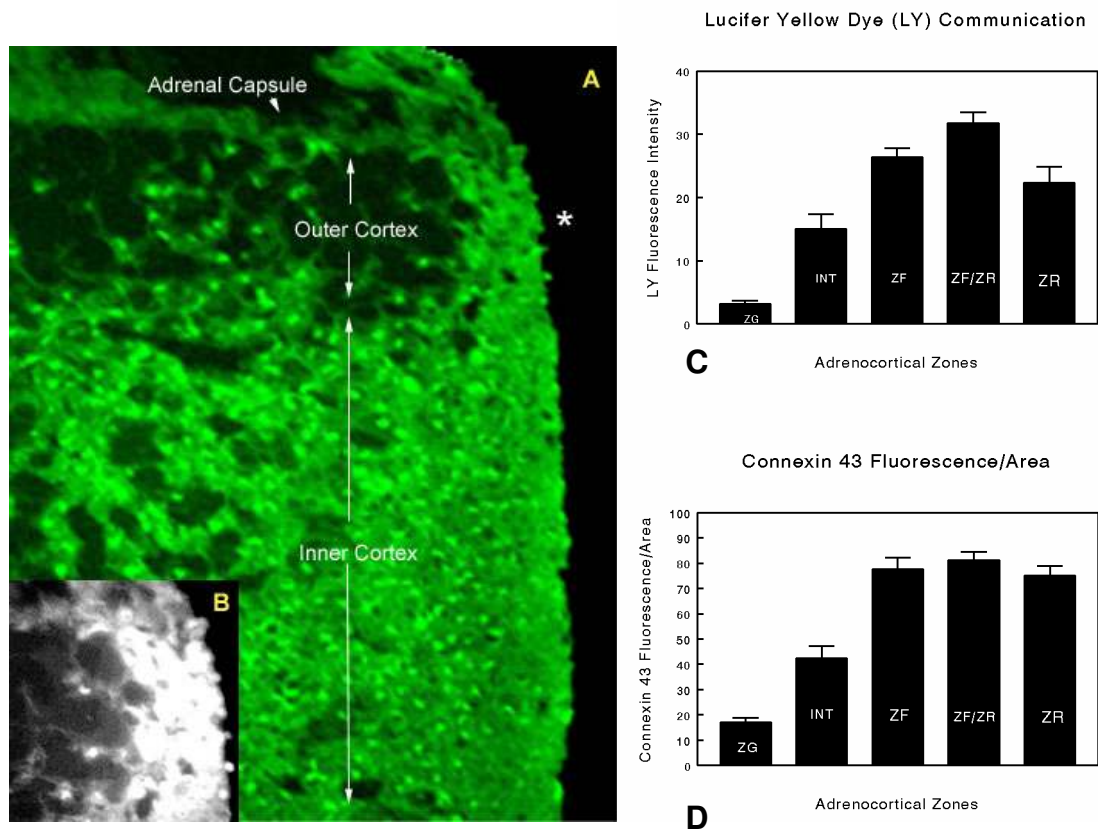 A
Adrenal Capsule
Outer Cortex
*
Inner Cortex
B
Lucifer Yellow Dye (LY) Communication
LY Fluorescence Intensity
40
30
20
10
0
ZG
INT
ZF
ZF/ZR
ZR
C
Adrenocortical Zones
Connexin 43 Fluorescence/Area
Connexin 43 Fluorescence/Area
100
90
80
70
60
50
40
30
20
10
0
ZG
INT
ZF
ZF/ZR
ZR
D
Adrenocortical Zones